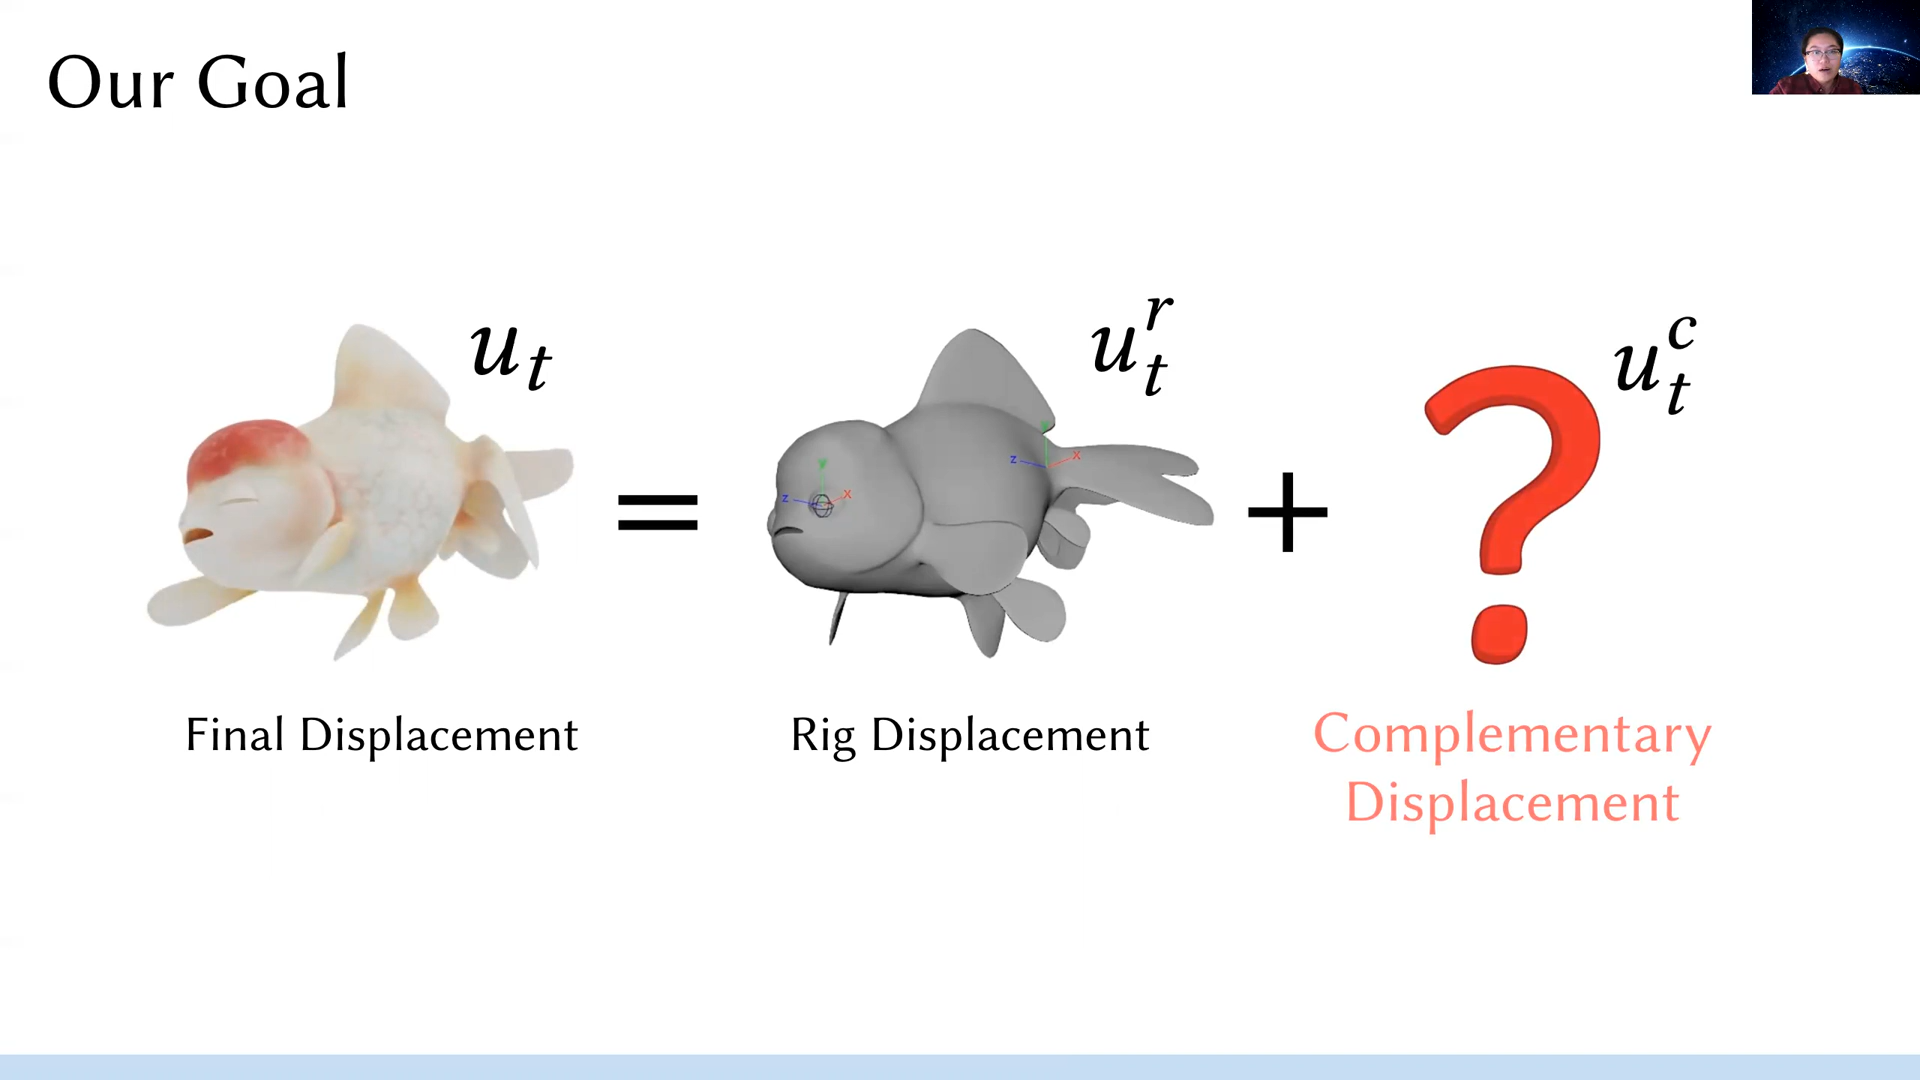 Our Goal
u_t
=
u_t^r
+
?
u_t^c
y
z
x
y
z
x
Final Displacement
Rig Displacement
Complementary
Displacement